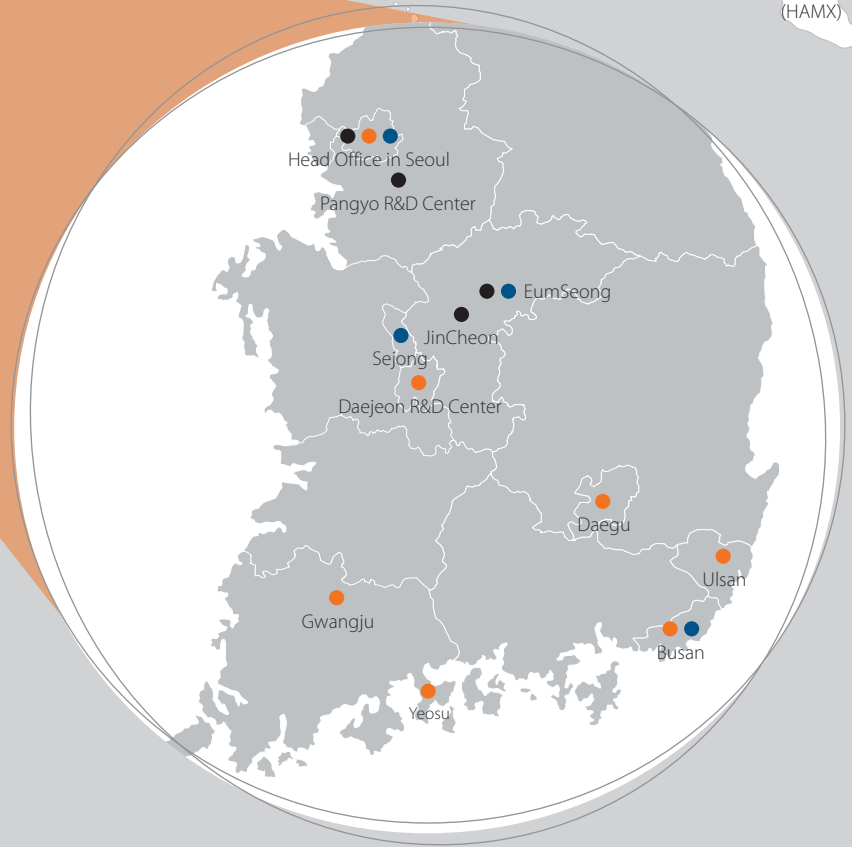 (HAMX)
Head Office in Seoul
Pangyo R&D Center
EumSeong
JinCheon
Sejong
Daejeon R&D Center
Daegu
Ulsan
Gwangju
Busan
Yeosu